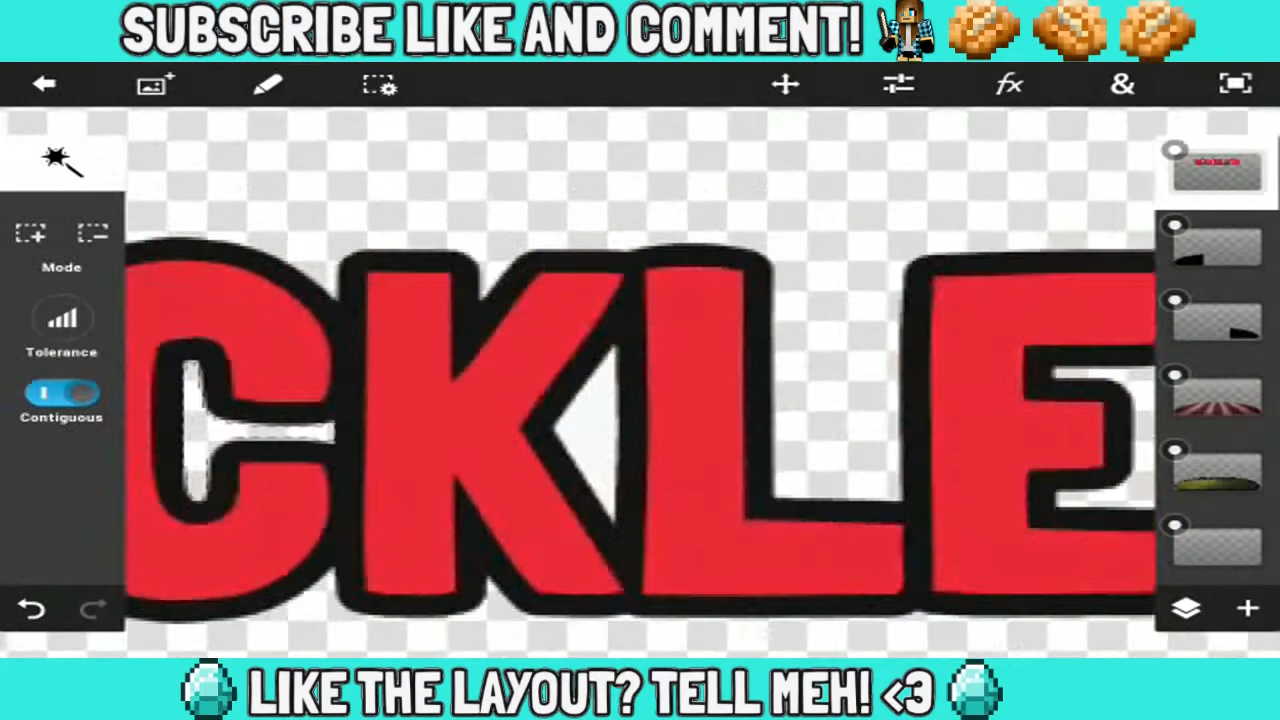 SUBSCRIBE LIKE AND COMMENT!
fx
&
Mode
Tolerance
Contiguous
CKLE
LIKE THE LAYOUT? TELL MEH! <3